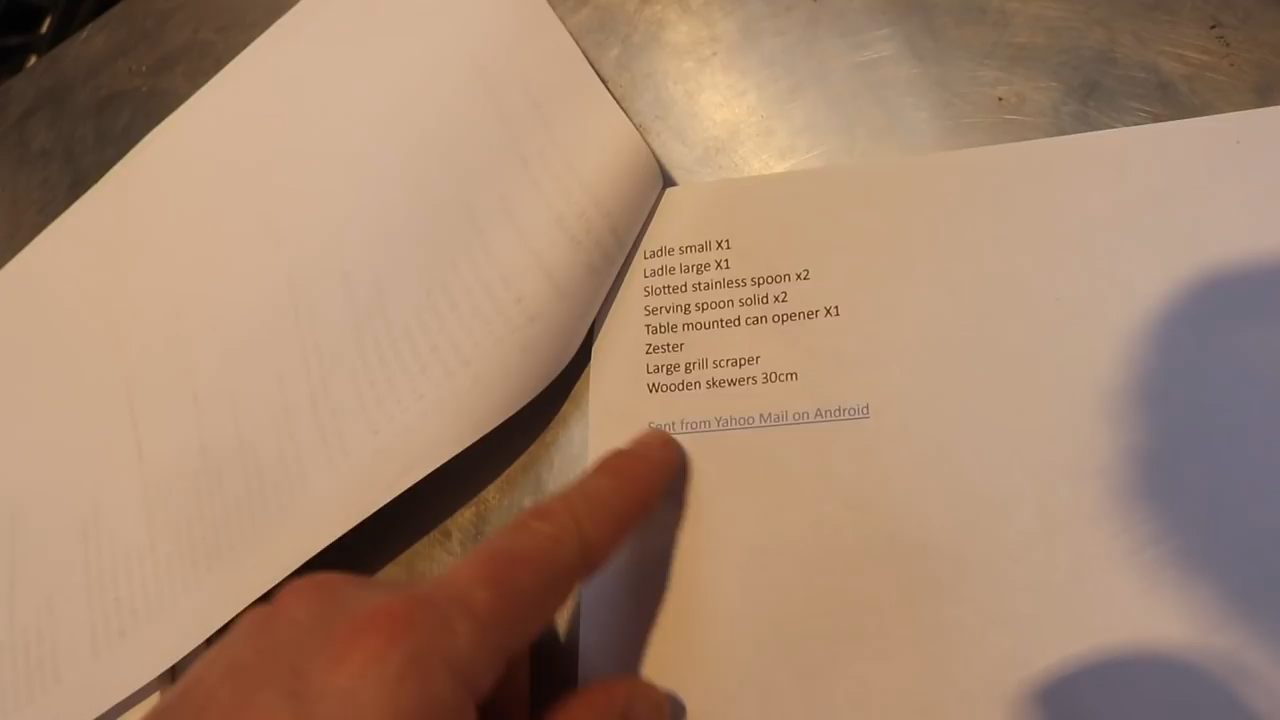 Ladle small X1
Ladle large X1
Slotted stainless spoon x2
Serving spoon solid x2
Table mounted can opener X1
Zester
Large grill scraper
Wooden skewers 30cm
Sent from Yahoo Mail on Android